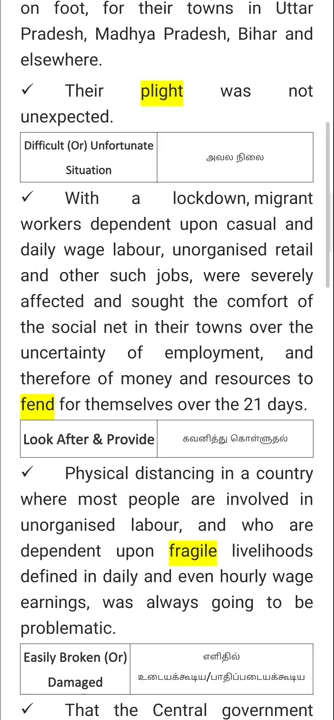 on foot, for their towns in Uttar
Pradesh, Madhya Pradesh, Bihar and
elsewhere.
✓ Their plight was not
unexpected.
Difficult (Or) Unfortunate
Situation
அவல நிலை
✓ With a lockdown, migrant
workers dependent upon casual and
daily wage labour, unorganised retail
and other such jobs, were severely
affected and sought the comfort of
the social net in their towns over the
uncertainty of employment, and
therefore of money and resources to
fend for themselves over the 21 days.
Look After & Provide
கவனித்து கொள்ளுதல்
✓ Physical distancing in a country
where most people are involved in
unorganised labour, and who are
dependent upon fragile livelihoods
defined in daily and even hourly wage
earnings, was always going to be
problematic.
Easily Broken (Or)
Damaged
எளிதில்
உடையக்கூடிய/பாதிப்படையக்கூடிய
✓ That the Central government